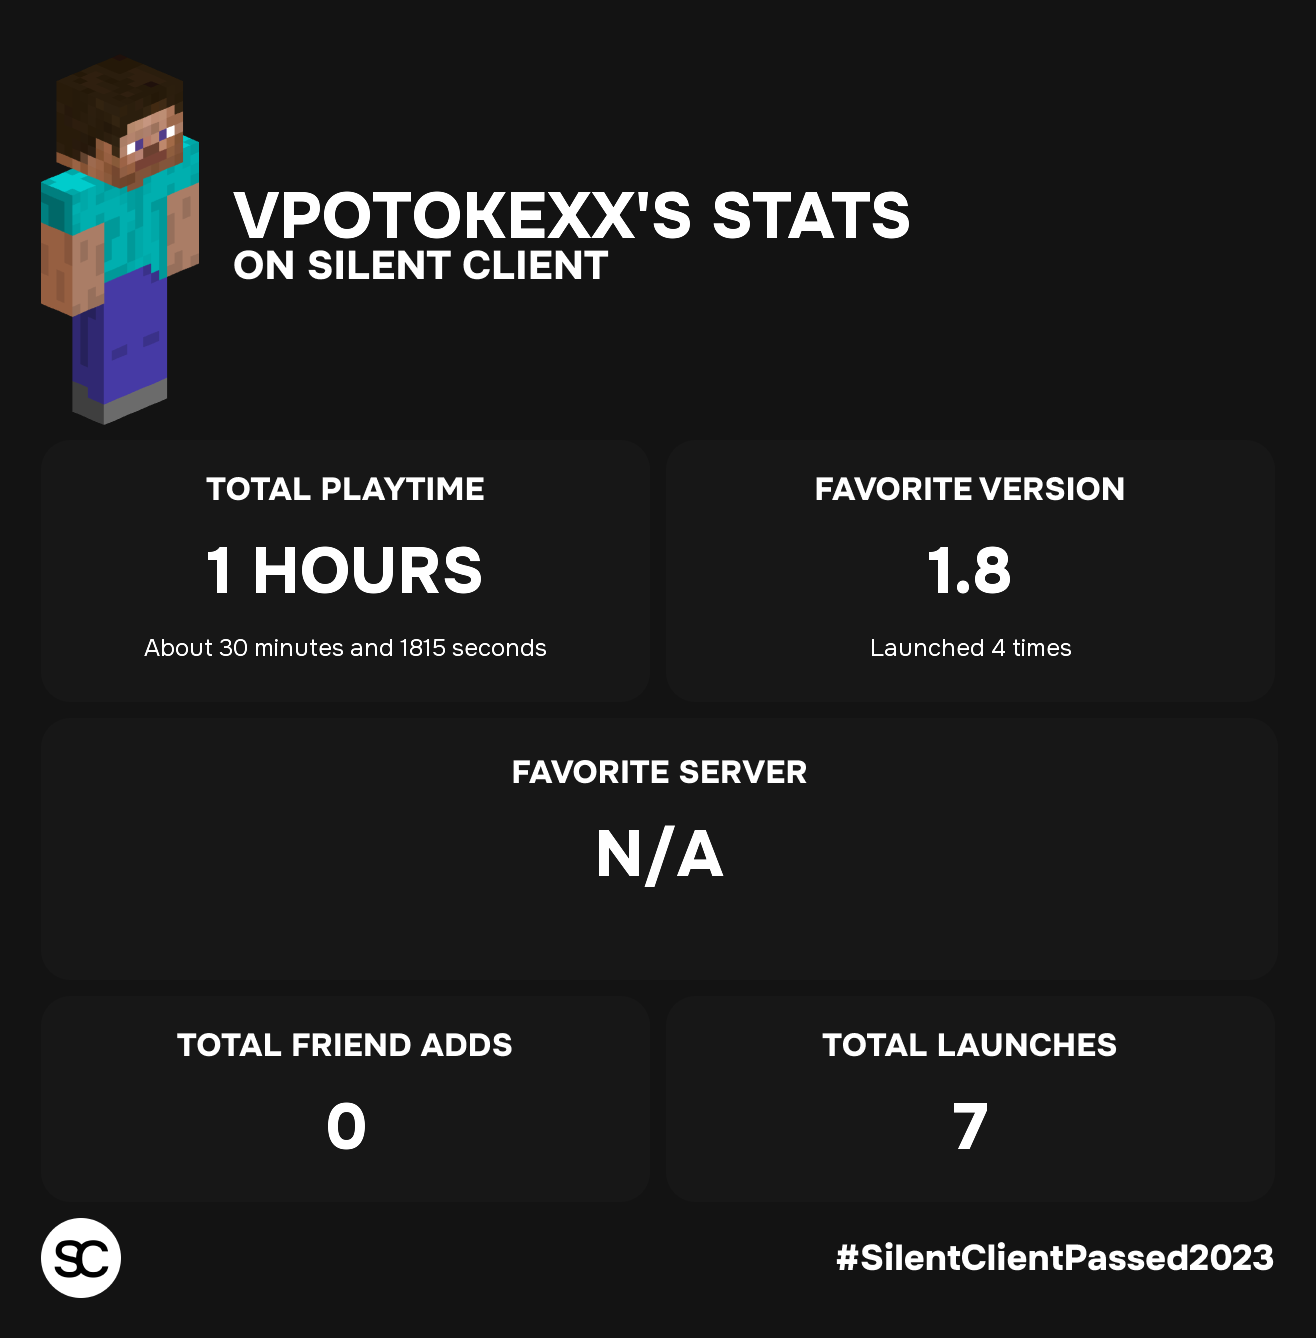 VPOTOKEXX'S STATS
ON SILENT CLIENT
TOTAL PLAYTIME
1 HOURS
About 30 minutes and 1815 seconds
FAVORITE VERSION
1.8
Launched 4 times
FAVORITE SERVER
N/A
TOTAL FRIEND ADDS
0
TOTAL LAUNCHES
7
SC
#SilentClientPassed2023